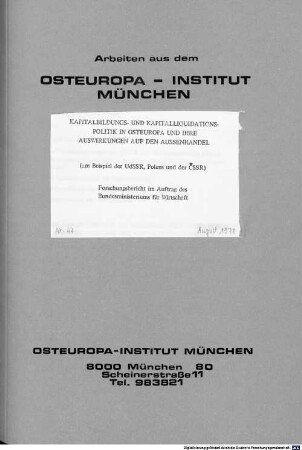 Arbeiten aus dem
OSTEUROPA – INSTITUT
MÜNCHEN
KAPITALBILDUNGS- UND KAPITALLIQUIDATIONS-
POLITIK IN OSTEUROPA UND IHRE
AUSWIRKUNGEN AUF DEN AUSSENHANDEL
(am Beispiel der UdSSR, Polens und der ČSSR)
Forschungsbericht im Auftrag des
Bundesministeriums für Wirtschaft
August
OSTEUROPA-INSTITUT MÜNCHEN
8000 München 80
Scheinerstraße 11
Tel. 983821